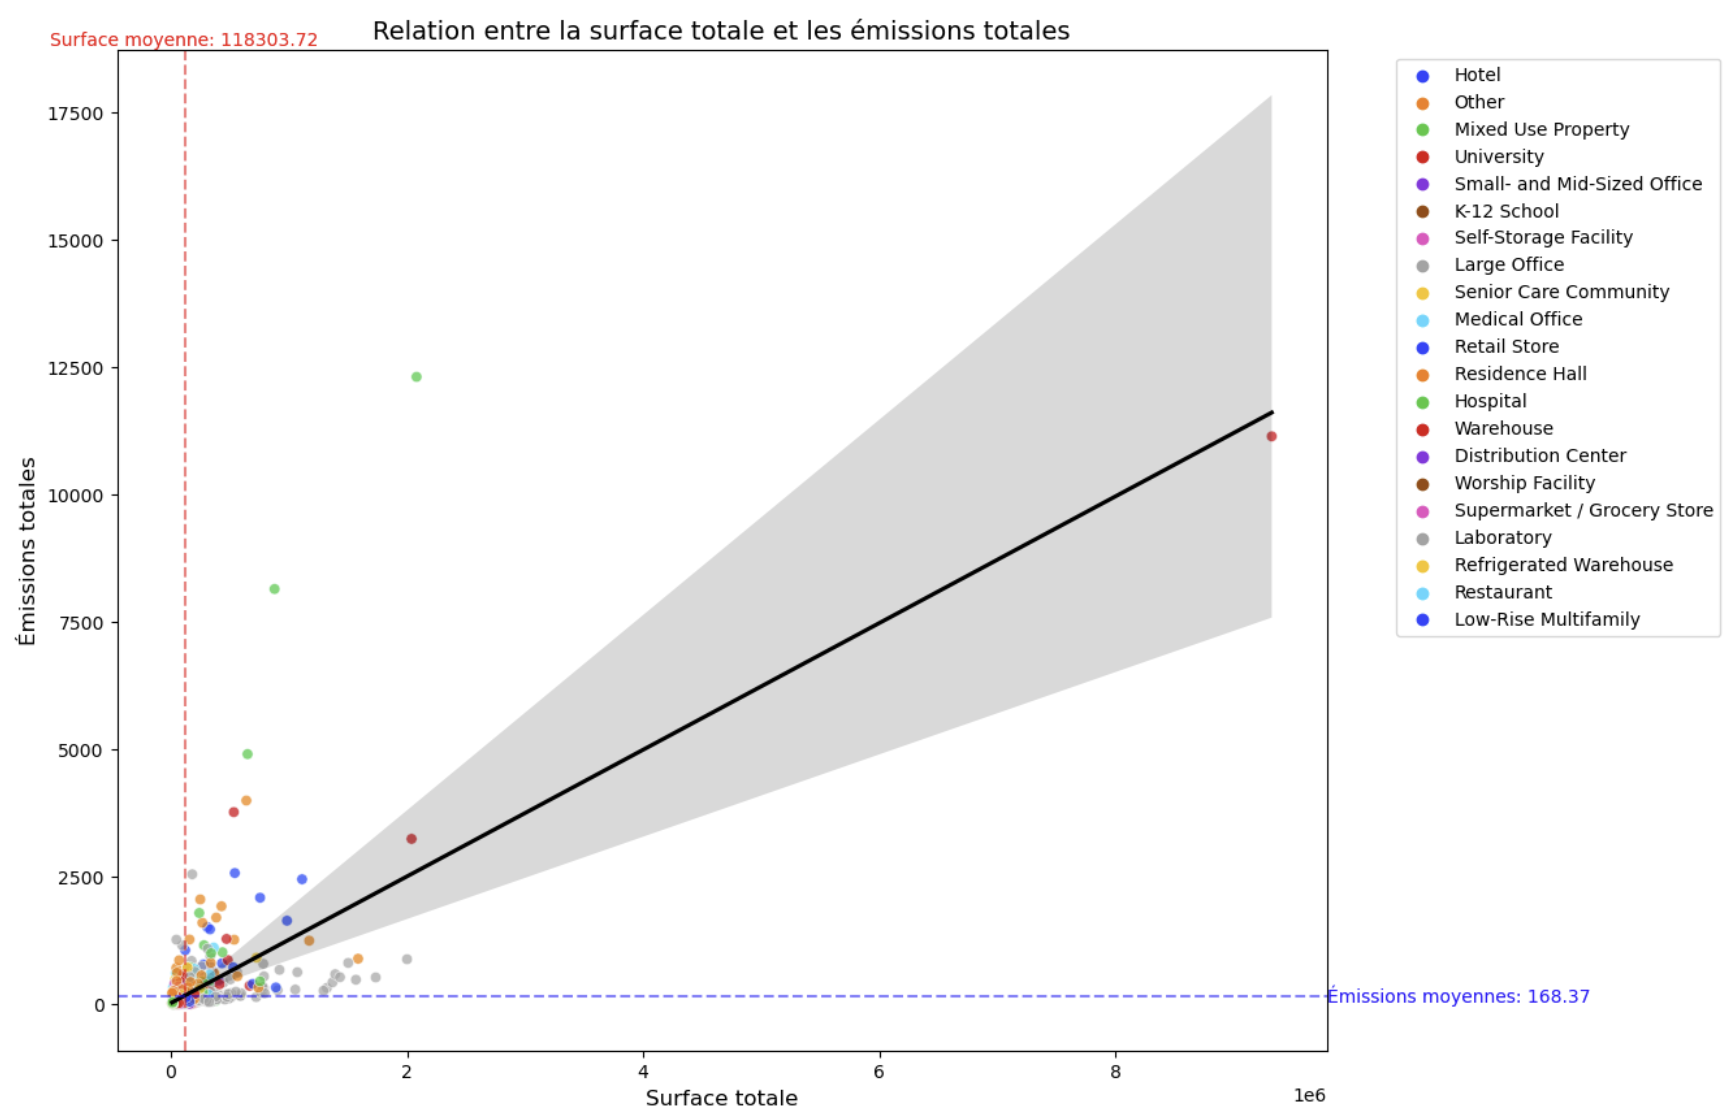 Relation entre la surface totale et les émissions totales
Surface moyenne: 118303.72
Émissions totales
17500
15000
12500
10000
7500
5000
2500
0
0
2
4
6
8
1e6
Surface totale
Émissions moyennes: 168.37
Hotel
Other
Mixed Use Property
University
Small- and Mid-Sized Office
K-12 School
Self-Storage Facility
Large Office
Senior Care Community
Medical Office
Retail Store
Residence Hall
Hospital
Warehouse
Distribution Center
Worship Facility
Supermarket / Grocery Store
Laboratory
Refrigerated Warehouse
Restaurant
Low-Rise Multifamily